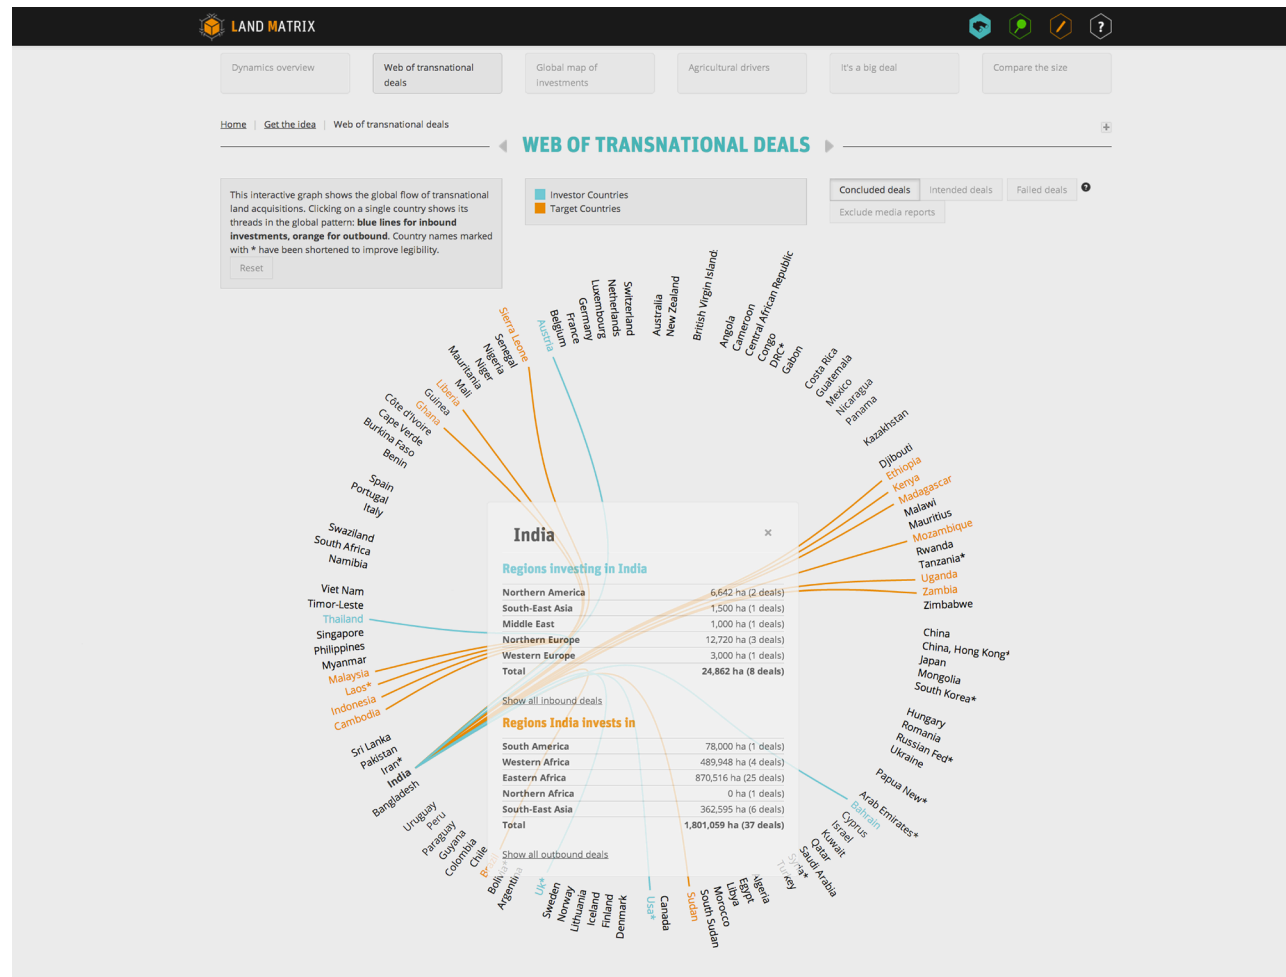 LAND MATRIX
?
Dynamics overview
Web of transnational
deals
Global map of
investments
Agricultural drivers
It's a big deal
Compare the size
Home | Get the idea | Web of transnational deals
+
WEB OF TRANSNATIONAL DEALS
This interactive graph shows the global flow of transnational
land acquisitions. Clicking on a single country shows its
threads in the global pattern: blue lines for inbound
investments, orange for outbound. Country names marked
with * have been shortened to improve legibility.
Reset
Investor Countries
Target Countries
Concluded deals
Intended deals
Failed deals
?
Exclude media reports
Sierra Leone
Austria
Belgium
France
Germany
Luxembourg
Netherlands
Switzerland
Australia
New Zealand
British Virgin Island:
Angola
Cameroon
Central African Republic
Congo
DRC*
Gabon
Costa Rica
Guatemala
Mexico
Nicaragua
Panama
Kazakhstan
Djibouti
Ethiopia
Kenya
Madagascar
Malawi
Mauritius
Mozambique
Rwanda
Tanzania*
Uganda
Zambia
Zimbabwe
China
China, Hong Kong*
Japan
Mongolia
South Korea*
Hungary
Romania
Russian Fed*
Ukraine
Papua New*
Arab Emirates*
Bahrain
Cyprus
Israel
Kuwait
Qatar
Saudi Arabia
Syria*
Turkey
Algeria
Egypt
Libya
Morocco
South Sudan
Sudan
Canada
Usa*
Denmark
Finland
Iceland
Lithuania
Norway
Sweden
Uk*
Argentina
Bolivia*
Brazil
Chile
Colombia
Guyana
Paraguay
Peru
Uruguay
Bangladesh
India
Iran*
Pakistan
Sri Lanka
Cambodia
Indonesia
Laos*
Malaysia
Myanmar
Philippines
Singapore
Thailand
Timor-Leste
Viet Nam
Namibia
South Africa
Swaziland
Italy
Portugal
Spain
Benin
Burkina Faso
Cape Verde
Côte d'Ivoire
Ghana
Guinea
Liberia
Mali
Mauritania
Niger
Nigeria
Senegal
India
×
Regions investing in India
Northern America 6,642 ha (2 deals)
South-East Asia 1,500 ha (1 deals)
Middle East 1,000 ha (1 deals)
Northern Europe 12,720 ha (3 deals)
Western Europe 3,000 ha (1 deals)
Total 24,862 ha (8 deals)
Show all inbound deals
Regions India invests in
South America 78,000 ha (1 deals)
Western Africa 489,948 ha (4 deals)
Eastern Africa 870,516 ha (25 deals)
Northern Africa 0 ha (1 deals)
South-East Asia 362,595 ha (6 deals)
Total 1,801,059 ha (37 deals)
Show all outbound deals